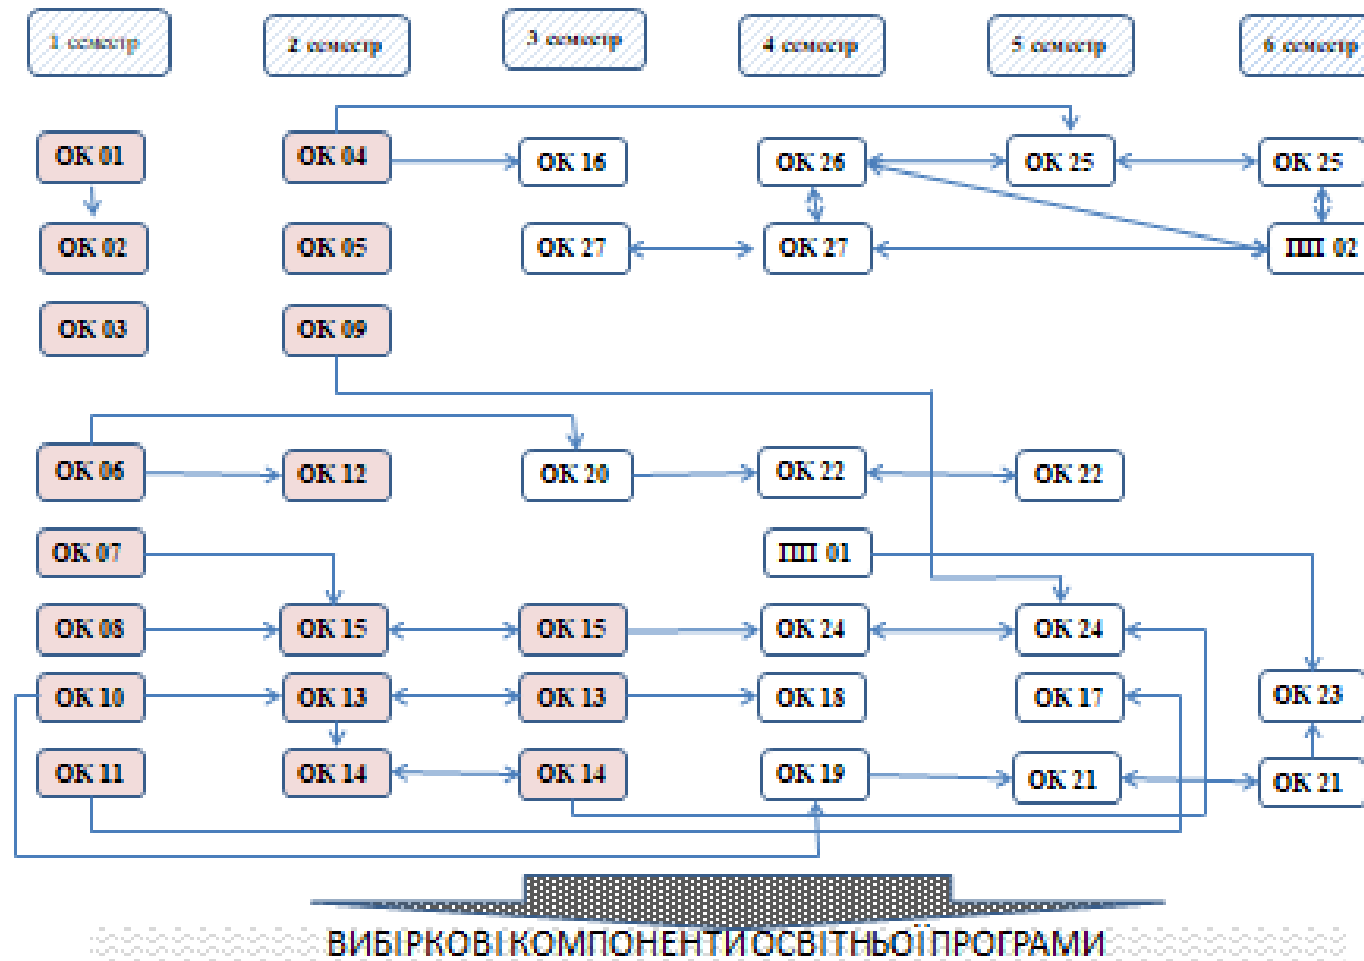 1 семестр 2 семестр 3 семестр 4 семестр 5 семестр 6 семестр
ОК 01 ОК 04 ОК 16 ОК 26 ОК 25 ОК 25
ОК 02 ОК 05 ОК 27 ОК 27 ПП 02
ОК 03 ОК 09
ОК 06 ОК 12 ОК 20 ОК 22 ОК 22
ОК 07 ПП 01
ОК 08 ОК 15 ОК 15 ОК 24 ОК 24
ОК 10 ОК 13 ОК 13 ОК 18 ОК 17 ОК 23
ОК 11 ОК 14 ОК 14 ОК 19 ОК 21 ОК 21
ВИБІРКОВІ КОМПОНЕНТИ ОСВІТНЬОЇ ПРОГРАМИ